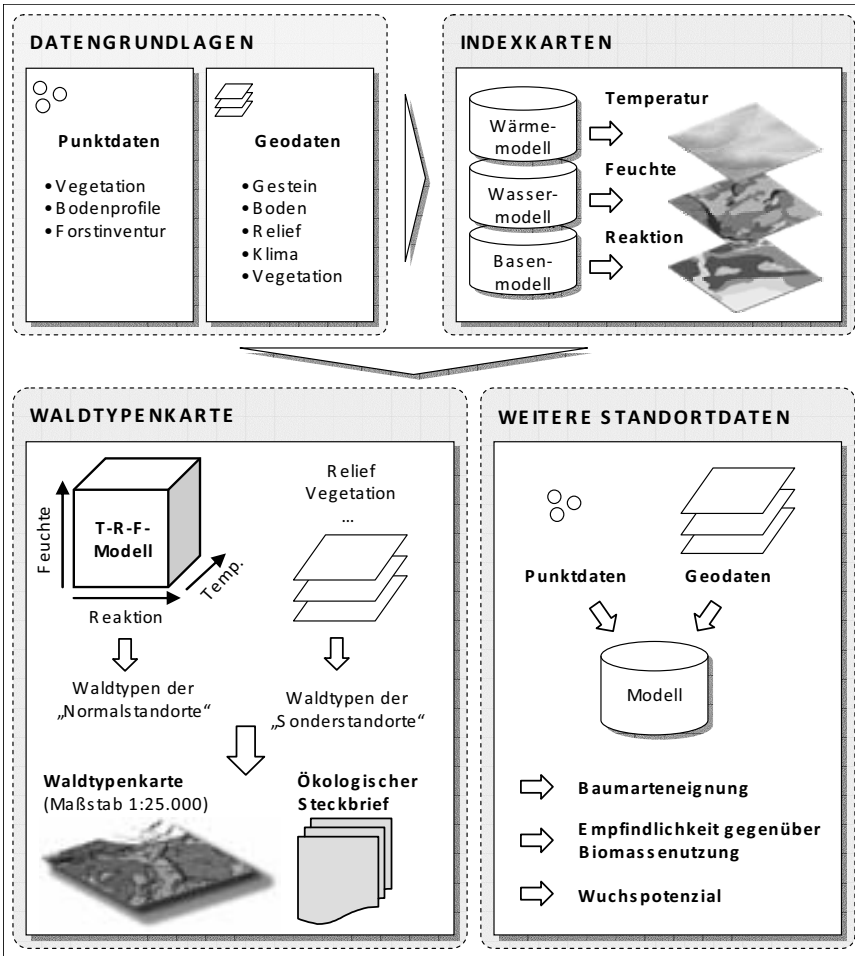 DATENGRUNDLAGEN
Punktdaten
•Vegetation
•Bodenprofile
•Forstinventur
Geodaten
•Gestein
•Boden
•Relief
•Klima
•Vegetation
INDEXKARTEN
Wärme-
modell
Wasser-
modell
Basen-
modell
Temperatur
Feuchte
Reaktion
WALDTYPENKARTE
Feuchte
T-R-F-
Modell
Temp.
Reaktion
Waldtypen der
„Normalstandorte“
Relief
Vegetation
...
Waldtypen der
„Sonderstandorte“
Waldtypenkarte
(Maßstab 1:25.000)
Ökologischer
Steckbrief
WEITERE STANDORTDATEN
Punktdaten
Geodaten
Modell
Baumarteneignung
Empfindlichkeit gegenüber
Biomassenutzung
Wuchspotenzial